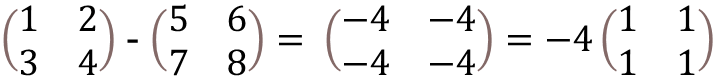 (1 2) - (5 6) = (−4 −4) = −4 (1 1)
(3 4) (7 8) (−4 −4) (1 1)